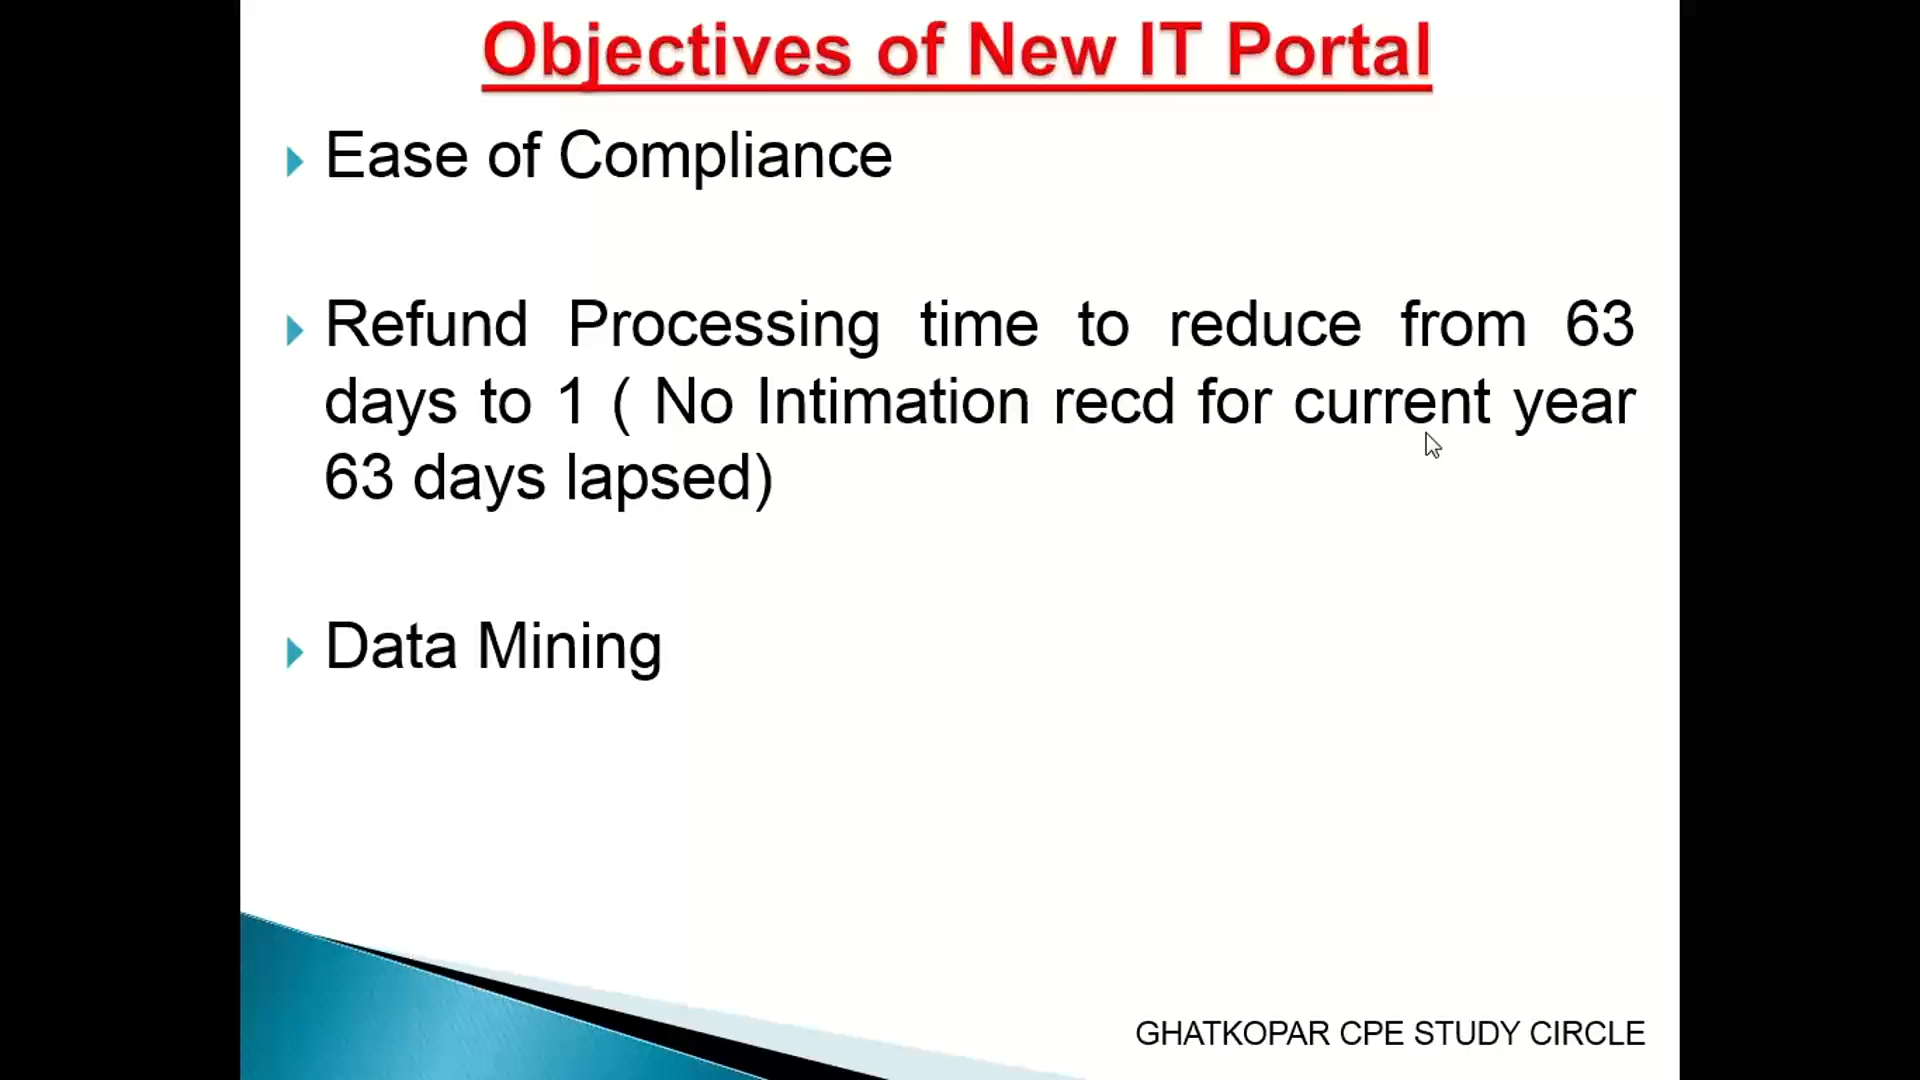 Objectives of New IT Portal
Ease of Compliance
Refund Processing time to reduce from 63
days to 1 ( No Intimation recd for current year
63 days lapsed)
Data Mining
GHATKOPAR CPE STUDY CIRCLE